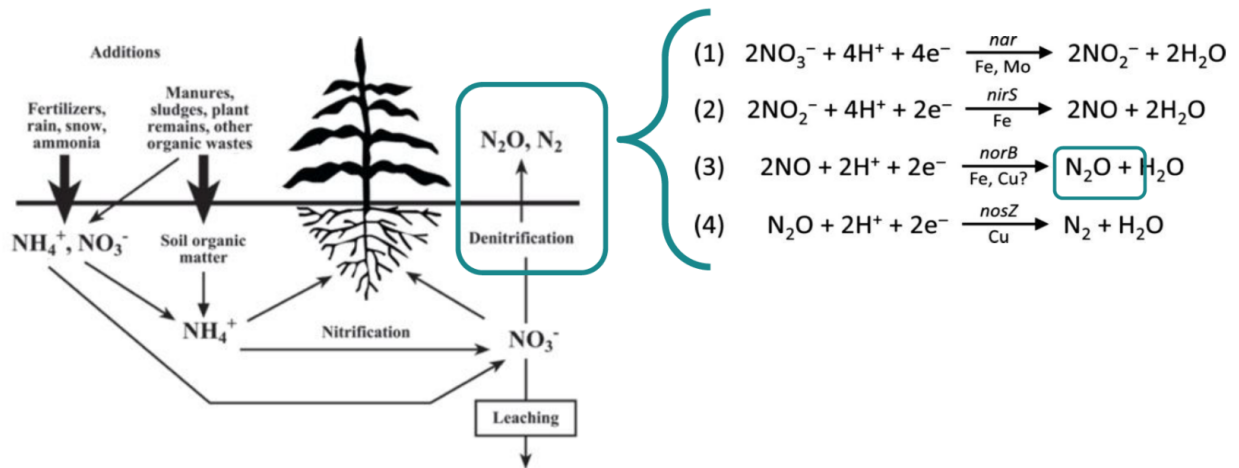 Additions
Fertilizers,
rain, snow,
ammonia
Manures,
sludges, plant
remains, other
organic wastes
N₂O, N₂
NH₄⁺, NO₃⁻
Soil organic
matter
Denitrification
NH₄⁺
Nitrification
NO₃⁻
Leaching
(1) 2NO₃⁻ + 4H⁺ + 4e⁻ nar Fe, Mo → 2NO₂⁻ + 2H₂O
(2) 2NO₂⁻ + 4H⁺ + 2e⁻ nirS Fe → 2NO + 2H₂O
(3) 2NO + 2H⁺ + 2e⁻ norB Fe, Cu? → N₂O + H₂O
(4) N₂O + 2H⁺ + 2e⁻ nosZ Cu → N₂ + H₂O